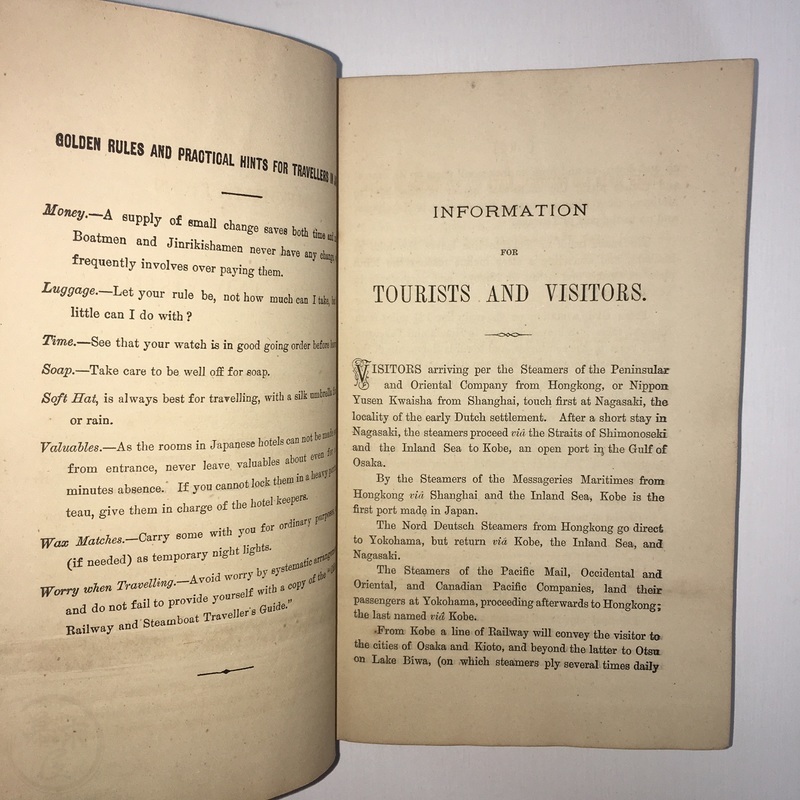 GOLDEN RULES AND PRACTICAL HINTS FOR TRAVELLERS
Money.—A supply of small change saves both time
Boatmen and Jinrikishamen never have any change,
frequently involves over paying them.
Luggage.—Let your rule be, not how much can I take,
little can I do with?
Time.—See that your watch is in good going order before
Soap.—Take care to be well off for soap.
Soft Hat, is always best for travelling, with a silk umbrella
or rain.
Valuables.—As the rooms in Japanese hotels can not be
from entrance, never leave valuables about even for
minutes absence. If you cannot lock them in a heavy
teau, give them in charge of the hotel keepers.
Wax Matches.—Carry some with you for ordinary purposes
(if needed) as temporary night lights.
Worry when Travelling.—Avoid worry by systematic
and do not fail to provide yourself with a copy of the
Railway and Steamboat Traveller's Guide."
INFORMATION
FOR
TOURISTS AND VISITORS.
VISITORS arriving per the Steamers of the Peninsular
and Oriental Company from Hongkong, or Nippon
Yusen Kwaisha from Shanghai, touch first at Nagasaki, the
locality of the early Dutch settlement. After a short stay in
Nagasaki, the steamers proceed viâ the Straits of Shimonoseki
and the Inland Sea to Kobe, an open port in the Gulf of
Osaka.
By the Steamers of the Messageries Maritimes from
Hongkong viâ Shanghai and the Inland Sea, Kobe is the
first port made in Japan.
The Nord Deutsch Steamers from Hongkong go direct
to Yokohama, but return viâ Kobe, the Inland Sea, and
Nagasaki.
The Steamers of the Pacific Mail, Occidental and
Oriental, and Canadian Pacific Companies, land their
passengers at Yokohama, proceeding afterwards to Hongkong;
the last named viâ Kobe.
From Kobe a line of Railway will convey the visitor to
the cities of Osaka and Kioto, and beyond the latter to Otsu
on Lake Biwa, (on which steamers ply several times daily